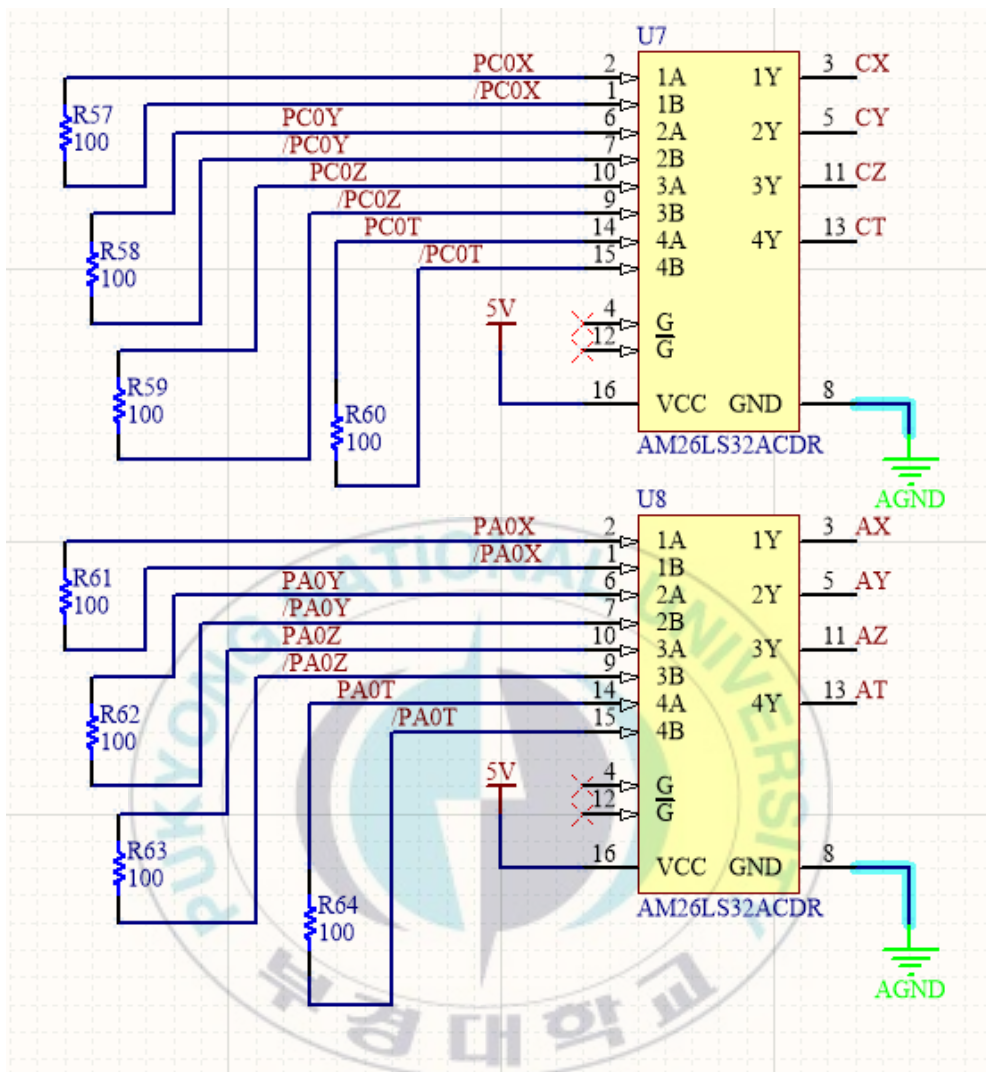 U7
PC0X 2 1A 1Y 3 CX
/PC0X 1 1B
PC0Y 6 2A 2Y 5 CY
/PC0Y 7 2B
PC0Z 10 3A 3Y 11 CZ
/PC0Z 9 3B
PC0T 14 4A 4Y 13 CT
/PC0T 15 4B
R57
100
R58
100
R59
100
R60
100
5V
4 G
12 G
16 VCC GND 8
AM26LS32ACDR
AGND
U8
PA0X 2 1A 1Y 3 AX
/PA0X 1 1B
PA0Y 6 2A 2Y 5 AY
/PA0Y 7 2B
PA0Z 10 3A 3Y 11 AZ
/PA0Z 9 3B
PA0T 14 4A 4Y 13 AT
/PA0T 15 4B
R61
100
R62
100
R63
100
R64
100
5V
4 G
12 G
16 VCC GND 8
AM26LS32ACDR
AGND
PUKYONG NATIONAL UNIVERSITY
부경대학교